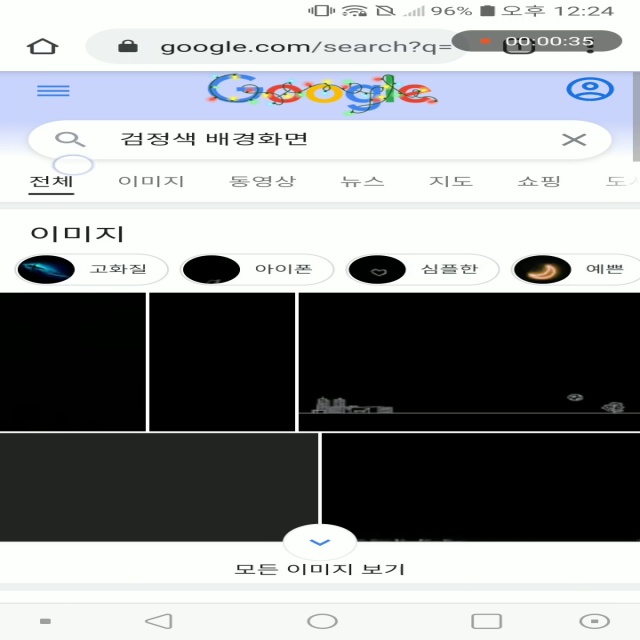 96% 오후 12:24
google.com/search?q=
00:00:35
Google
검정색 배경화면
전체 이미지 동영상 뉴스 지도 쇼핑
이미지
고화질 아이폰 심플한 예쁜
모든 이미지 보기